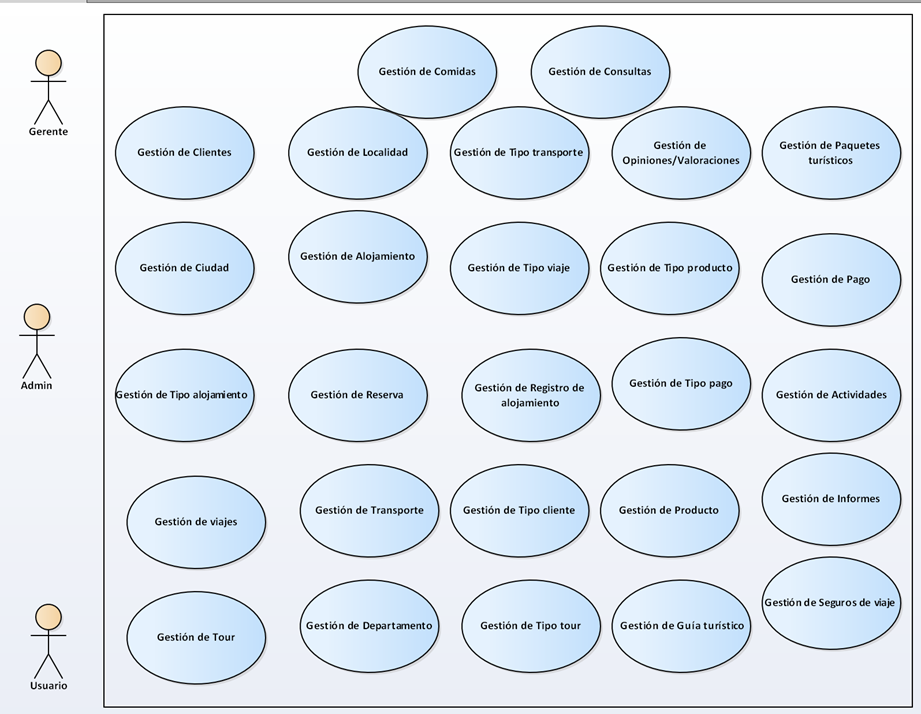 Gestión de Comidas
Gestión de Consultas
Gerente
Gestión de Clientes
Gestión de Localidad
Gestión de Tipo transporte
Gestión de
Opiniones/Valoraciones
Gestión de Paquetes
turísticos
Gestión de Ciudad
Gestión de Alojamiento
Gestión de Tipo viaje
Gestión de Tipo producto
Gestión de Pago
Admin
Gestión de Tipo alojamiento
Gestión de Reserva
Gestión de Registro de
alojamiento
Gestión de Tipo pago
Gestión de Actividades
Gestión de viajes
Gestión de Transporte
Gestión de Tipo cliente
Gestión de Producto
Gestión de Informes
Gestión de Tour
Gestión de Departamento
Gestión de Tipo tour
Gestión de Guía turístico
Gestión de Seguros de viaje
Usuario